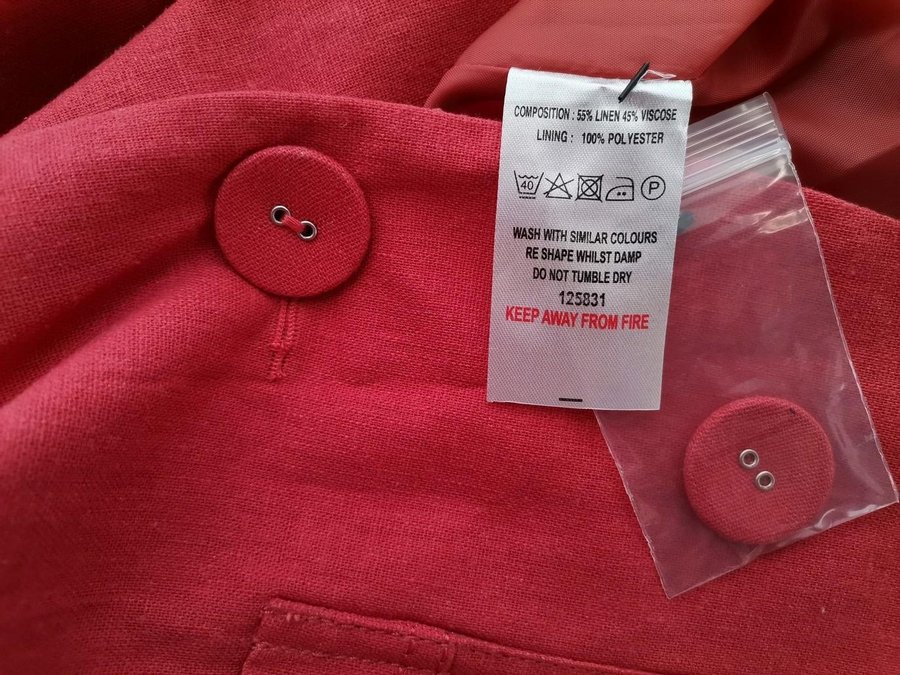 COMPOSITION : 55% LINEN 45% VISCOSE
LINING : 100% POLYESTER
40 P
WASH WITH SIMILAR COLOURS
RE SHAPE WHILST DAMP
DO NOT TUMBLE DRY
125831
KEEP AWAY FROM FIRE